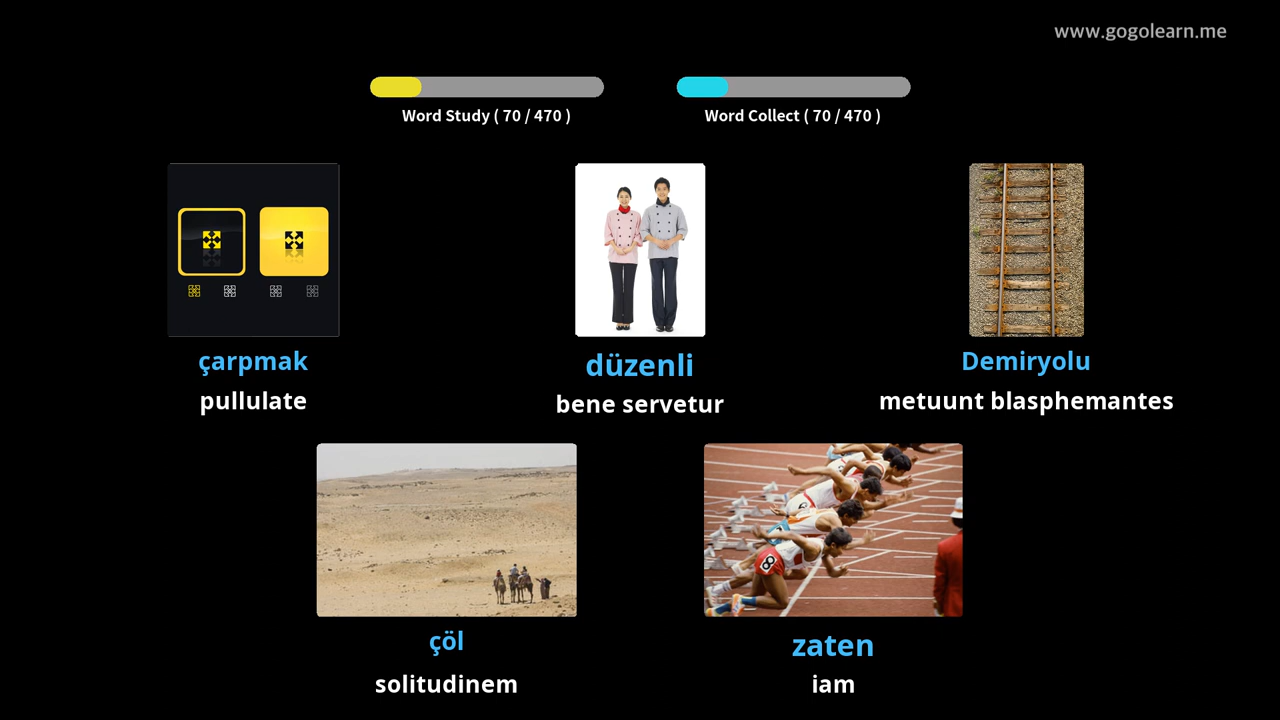 www.gogolearn.me
Word Study ( 70 / 470 )
Word Collect ( 70 / 470 )
çarpmak
pullulate
düzenli
bene servetur
Demiryolu
metuunt blasphemantes
8
çöl
solitudinem
zaten
iam